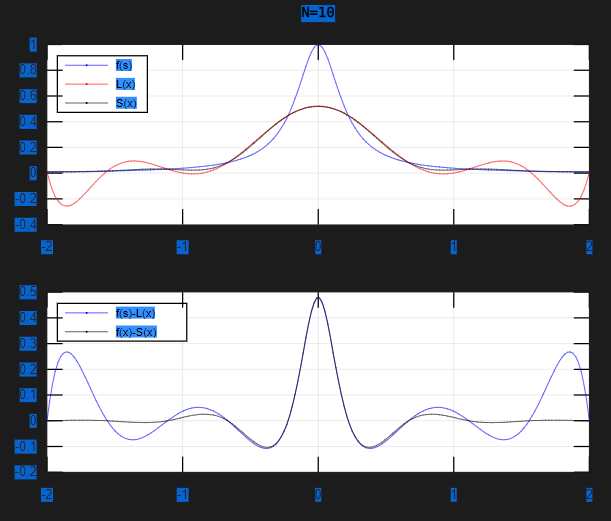 N=10
1
0.8
0.6
0.4
0.2
0
-0.2
-0.4
f(s)
L(x)
S(x)
-2 -1 0 1 2
0.5
0.4
0.3
0.2
0.1
0
-0.1
-0.2
f(s)-L(x)
f(x)-S(x)
-2 -1 0 1 2